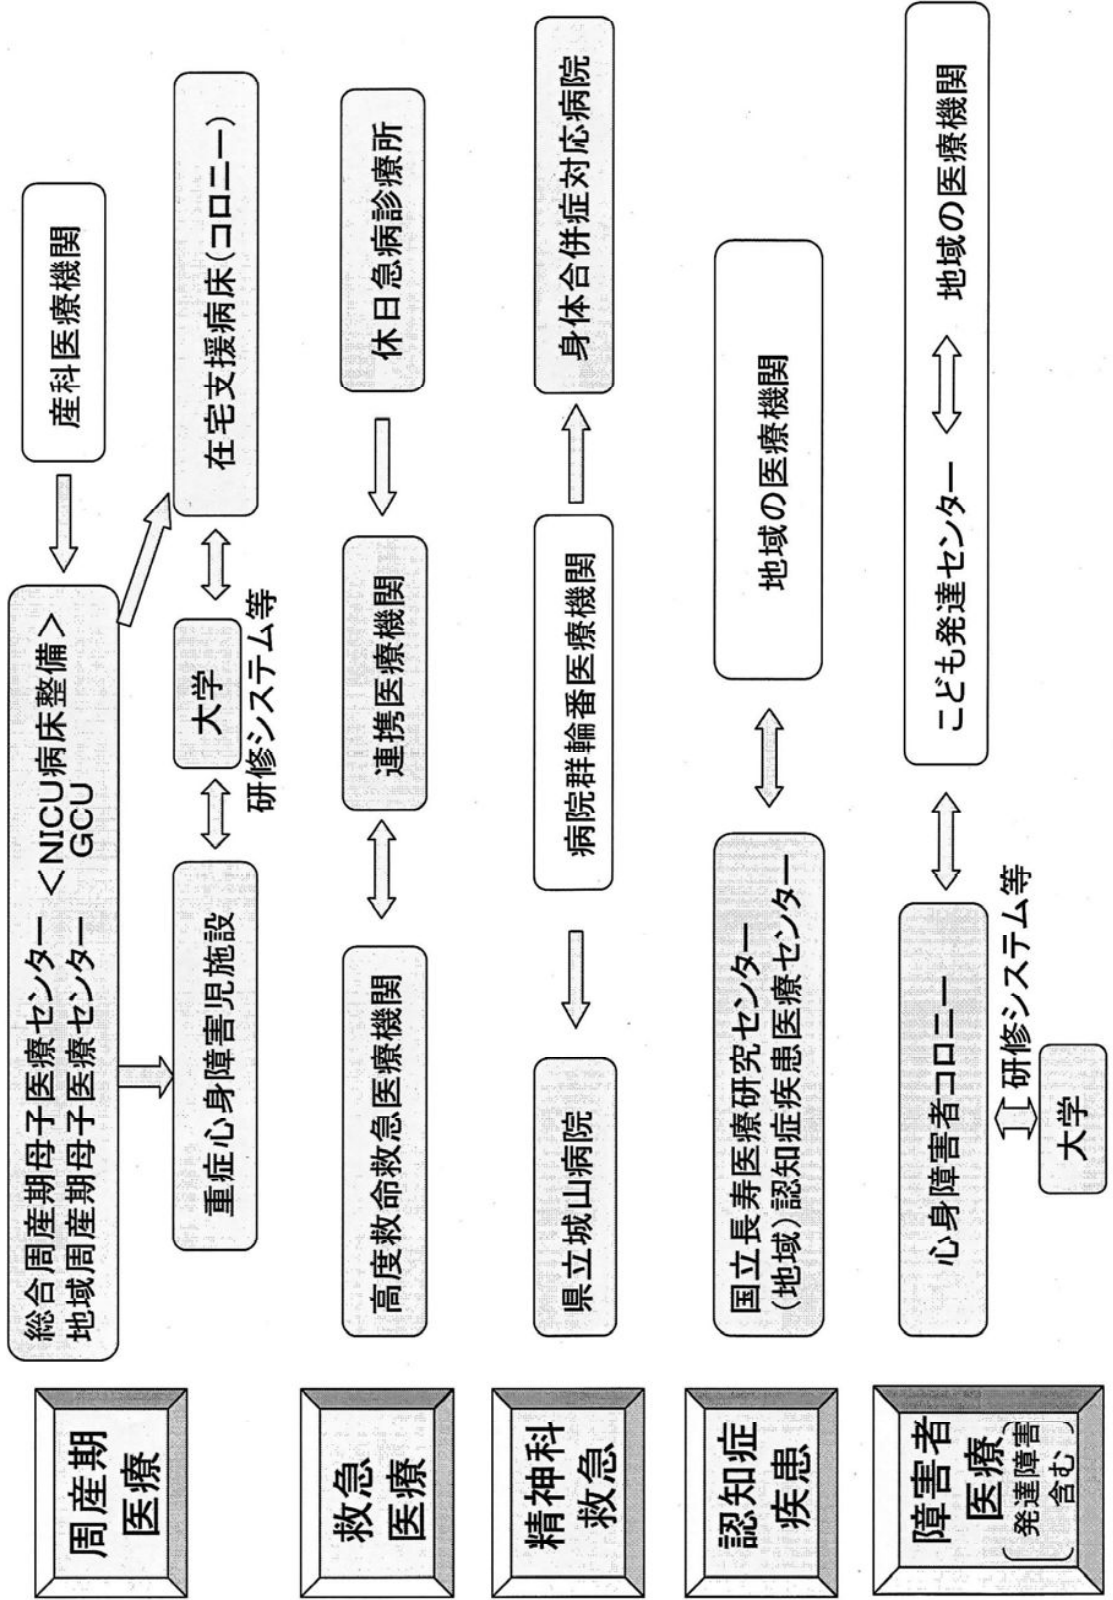 周産期
医療
総合周産期母子医療センター
地域周産期母子医療センター
＜NICU病床整備＞
GCU
産科医療機関
重症心身障害児施設
大学
研修システム等
在宅支援病床（コロニー）
救急
医療
高度救命救急医療機関
連携医療機関
休日急病診療所
精神科
救急
県立城山病院
病院群輪番医療機関
身体合併症対応病院
認知症
疾患
国立長寿医療研究センター
（地域）認知症疾患医療センター
地域の医療機関
障害者
医療
（発達障害
含む）
心身障害者コロニー
こども発達センター
地域の医療機関
研修システム等
大学